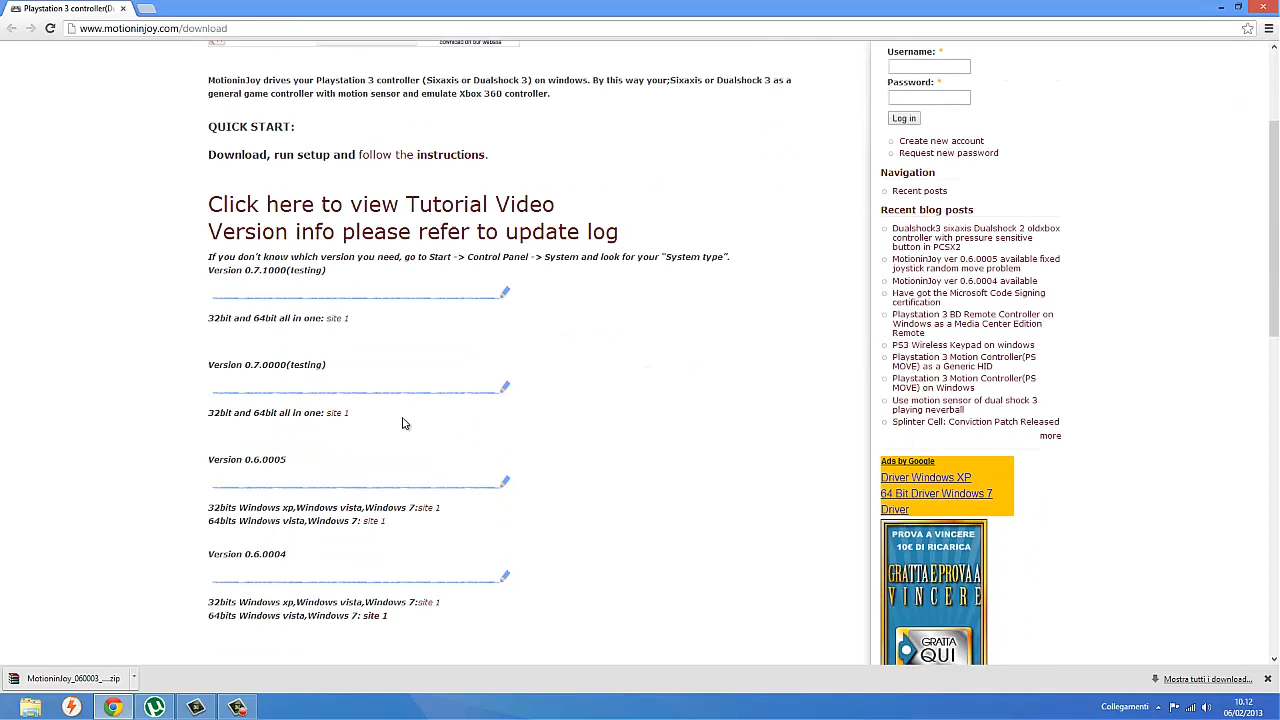 Playstation 3 controller(D
www.motioninjoy.com/download
download on our website
MotioninJoy drives your Playstation 3 controller (Sixaxis or Dualshock 3) on windows. By this way your;Sixaxis or Dualshock 3 as a
general game controller with motion sensor and emulate Xbox 360 controller.
QUICK START:
Download, run setup and follow the instructions.
Click here to view Tutorial Video
Version info please refer to update log
If you don't know which version you need, go to Start -> Control Panel -> System and look for your "System type".
Version 0.7.1000(testing)
32bit and 64bit all in one: site 1
Version 0.7.0000(testing)
32bit and 64bit all in one: site 1
Version 0.6.0005
32bits Windows xp,Windows vista,Windows 7:site 1
64bits Windows vista,Windows 7: site 1
Version 0.6.0004
32bits Windows xp,Windows vista,Windows 7:site 1
64bits Windows vista,Windows 7: site 1
Username: *
Password: *
Log in
Create new account
Request new password
Navigation
Recent posts
Recent blog posts
Dualshock3 sixaxis Dualshock 2 oldxbox
controller with pressure sensitive
button in PCSX2
MotioninJoy ver 0.6.0005 available fixed
joystick random move problem
MotioninJoy ver 0.6.0004 available
Have got the Microsoft Code Signing
certification
Playstation 3 BD Remote Controller on
Windows as a Media Center Edition
Remote
PS3 Wireless Keypad on windows
Playstation 3 Motion Controller(PS
MOVE) as a Generic HID
Playstation 3 Motion Controller(PS
MOVE) on Windows
Use motion sensor of dual shock 3
playing neverball
Splinter Cell: Conviction Patch Released
more
Ads by Google
Driver Windows XP
64 Bit Driver Windows 7
Driver
PROVA A VINCERE
10€ DI RICARICA
GRATTA E PROVA A
VINCERE
GRATTA
QUI
MotioninJoy_060003_....zip
Mostra tutti i download...
Collegamenti
10.12
06/02/2013